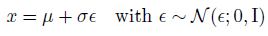 x = μ + σϵ with ϵ ∼ 𝒩(ϵ; 0, I)